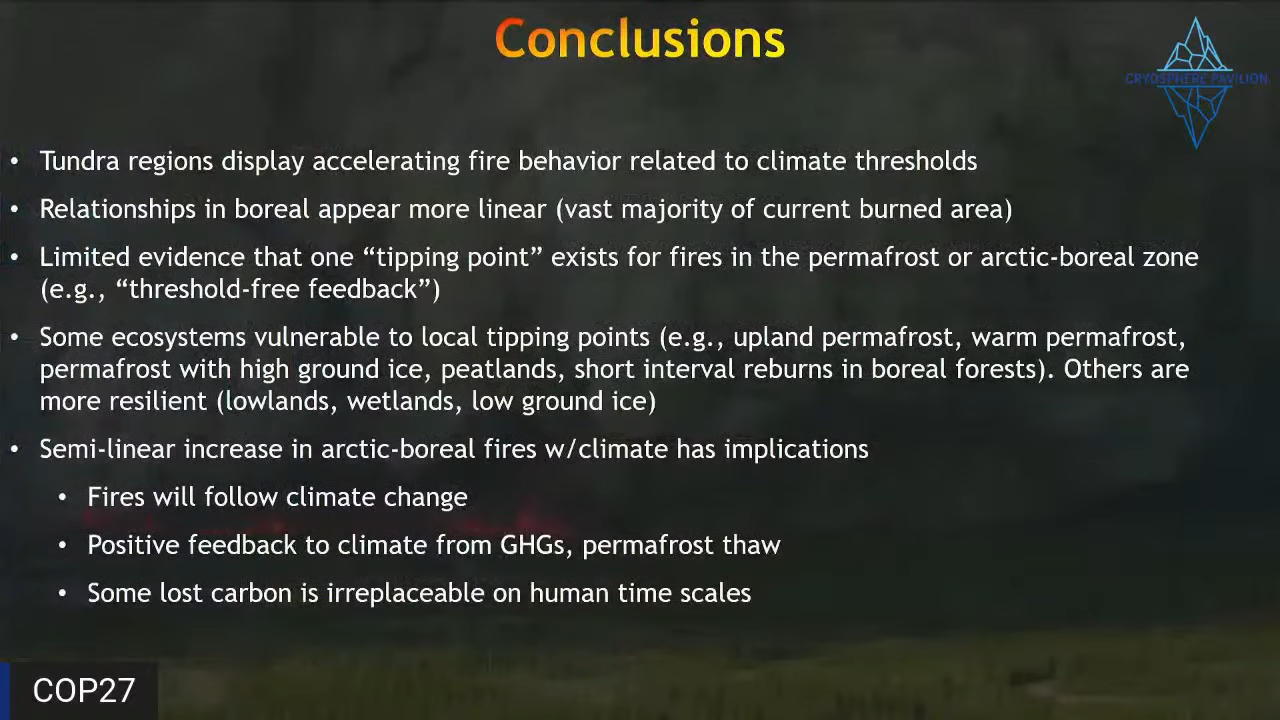 Conclusions
CRYOSPHERE PAVILION
• Tundra regions display accelerating fire behavior related to climate thresholds
• Relationships in boreal appear more linear (vast majority of current burned area)
• Limited evidence that one “tipping point” exists for fires in the permafrost or arctic-boreal zone
(e.g., “threshold-free feedback”)
• Some ecosystems vulnerable to local tipping points (e.g., upland permafrost, warm permafrost,
permafrost with high ground ice, peatlands, short interval reburns in boreal forests). Others are
more resilient (lowlands, wetlands, low ground ice)
• Semi-linear increase in arctic-boreal fires w/climate has implications
• Fires will follow climate change
• Positive feedback to climate from GHGs, permafrost thaw
• Some lost carbon is irreplaceable on human time scales
COP27